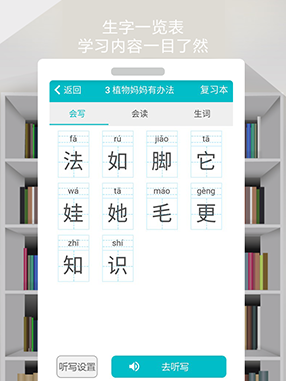 生字一览表
学习内容一目了然
返回 3 植物妈妈有办法 复习本
会写 会读 生词
fǎ rú jiāo tā
法 如 脚 它
wá tā máo gèng
娃 她 毛 更
zhī shí
知 识
听写设置 去听写